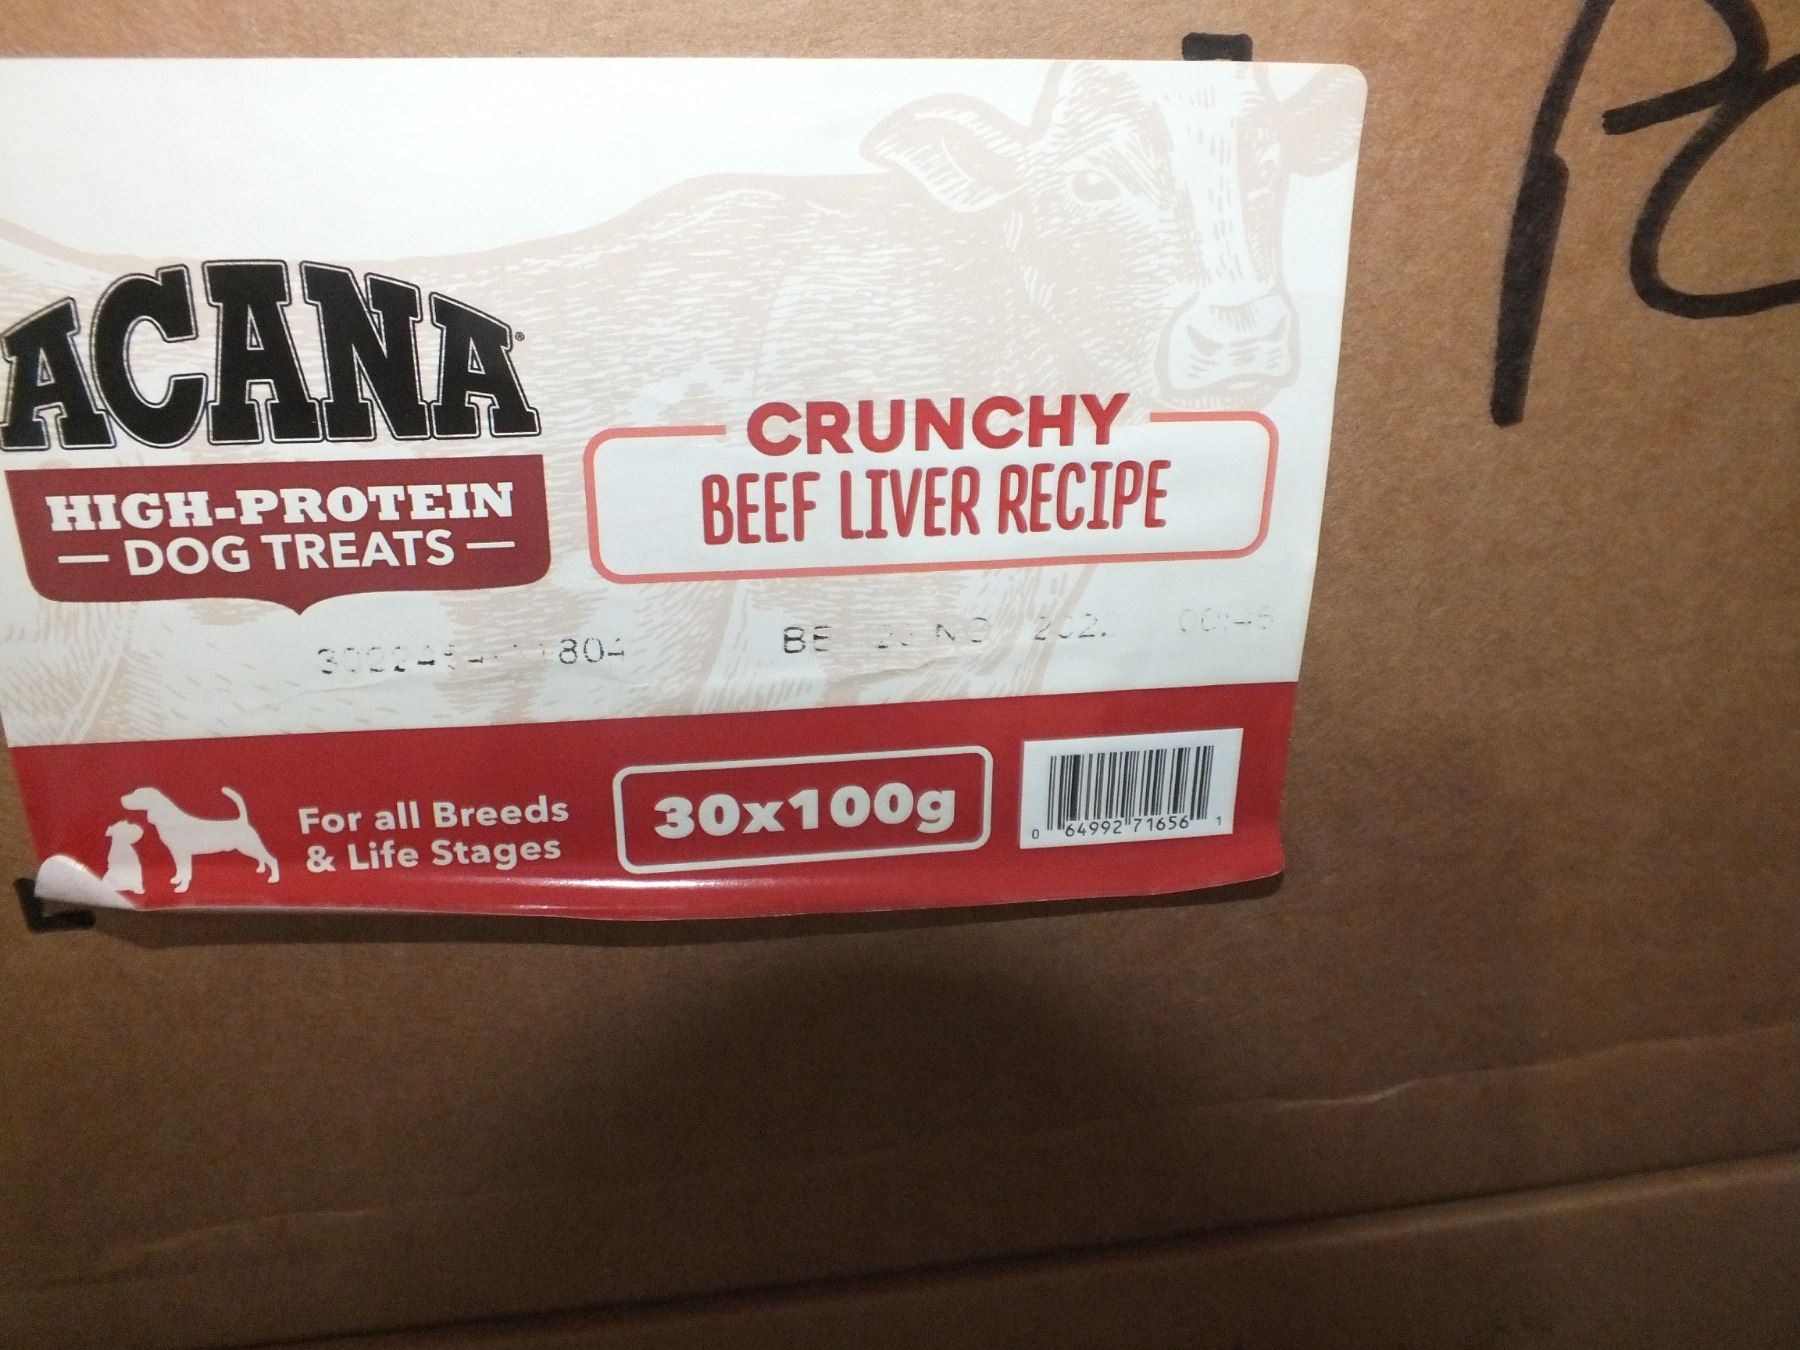 ACANA®
HIGH-PROTEIN
— DOG TREATS —
CRUNCHY
BEEF LIVER RECIPE
For all Breeds
& Life Stages
30x100g
0 64992 71656 1